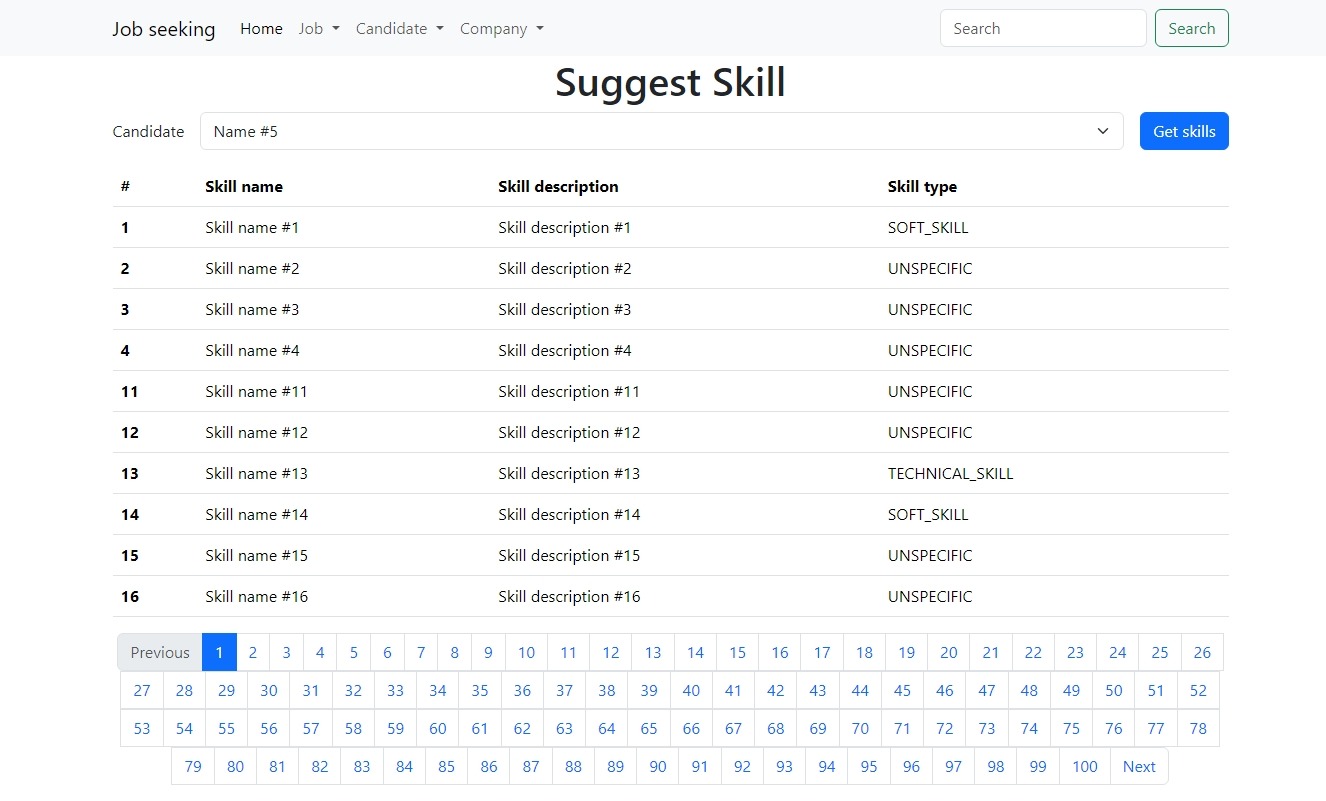 Job seeking Home Job Candidate Company Search Search
Suggest Skill
Candidate Name #5 Get skills
# Skill name Skill description Skill type
1 Skill name #1 Skill description #1 SOFT_SKILL
2 Skill name #2 Skill description #2 UNSPECIFIC
3 Skill name #3 Skill description #3 UNSPECIFIC
4 Skill name #4 Skill description #4 UNSPECIFIC
11 Skill name #11 Skill description #11 UNSPECIFIC
12 Skill name #12 Skill description #12 UNSPECIFIC
13 Skill name #13 Skill description #13 TECHNICAL_SKILL
14 Skill name #14 Skill description #14 SOFT_SKILL
15 Skill name #15 Skill description #15 UNSPECIFIC
16 Skill name #16 Skill description #16 UNSPECIFIC
Previous 1 2 3 4 5 6 7 8 9 10 11 12 13 14 15 16 17 18 19 20 21 22 23 24 25 26
27 28 29 30 31 32 33 34 35 36 37 38 39 40 41 42 43 44 45 46 47 48 49 50 51 52
53 54 55 56 57 58 59 60 61 62 63 64 65 66 67 68 69 70 71 72 73 74 75 76 77 78
79 80 81 82 83 84 85 86 87 88 89 90 91 92 93 94 95 96 97 98 99 100 Next